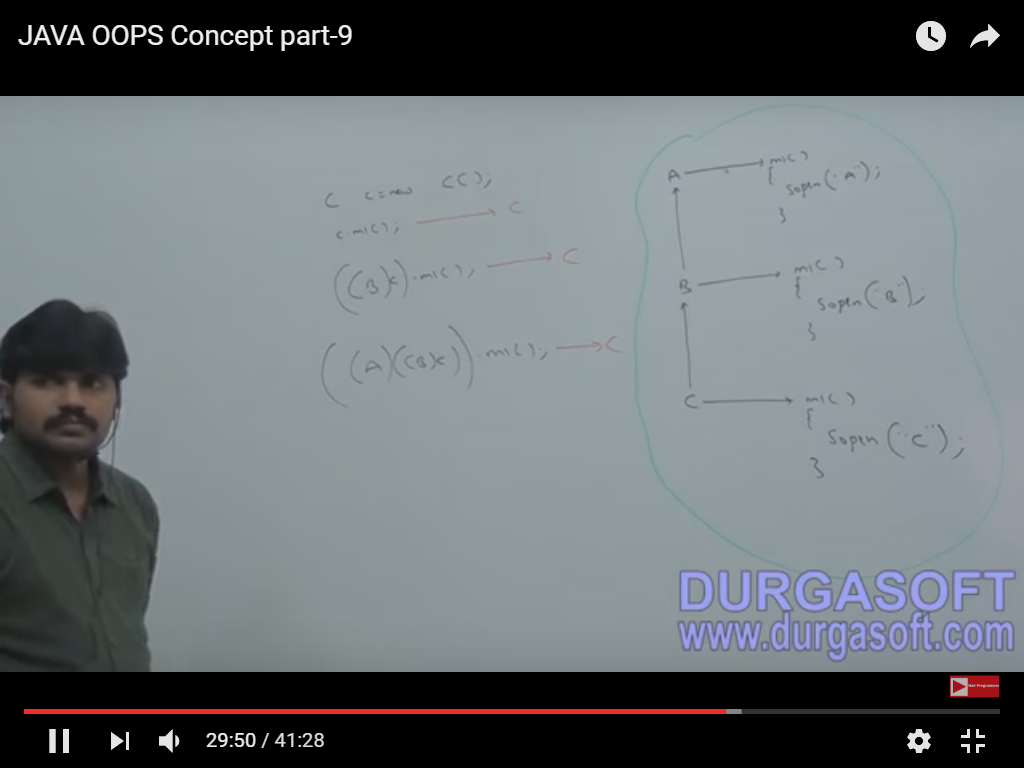 JAVA OOPS Concept part-9
C c=new C();
c.m1();  → C
((B)c).m1();  → C
((A)((B)c)).m1();  → C
A → m1()
{
sopln("A");
}
B → m1()
{
sopln("B");
}
C → m1()
{
sopln("C");
}
DURGASOFT
www.durgasoft.com
29:50 / 41:28